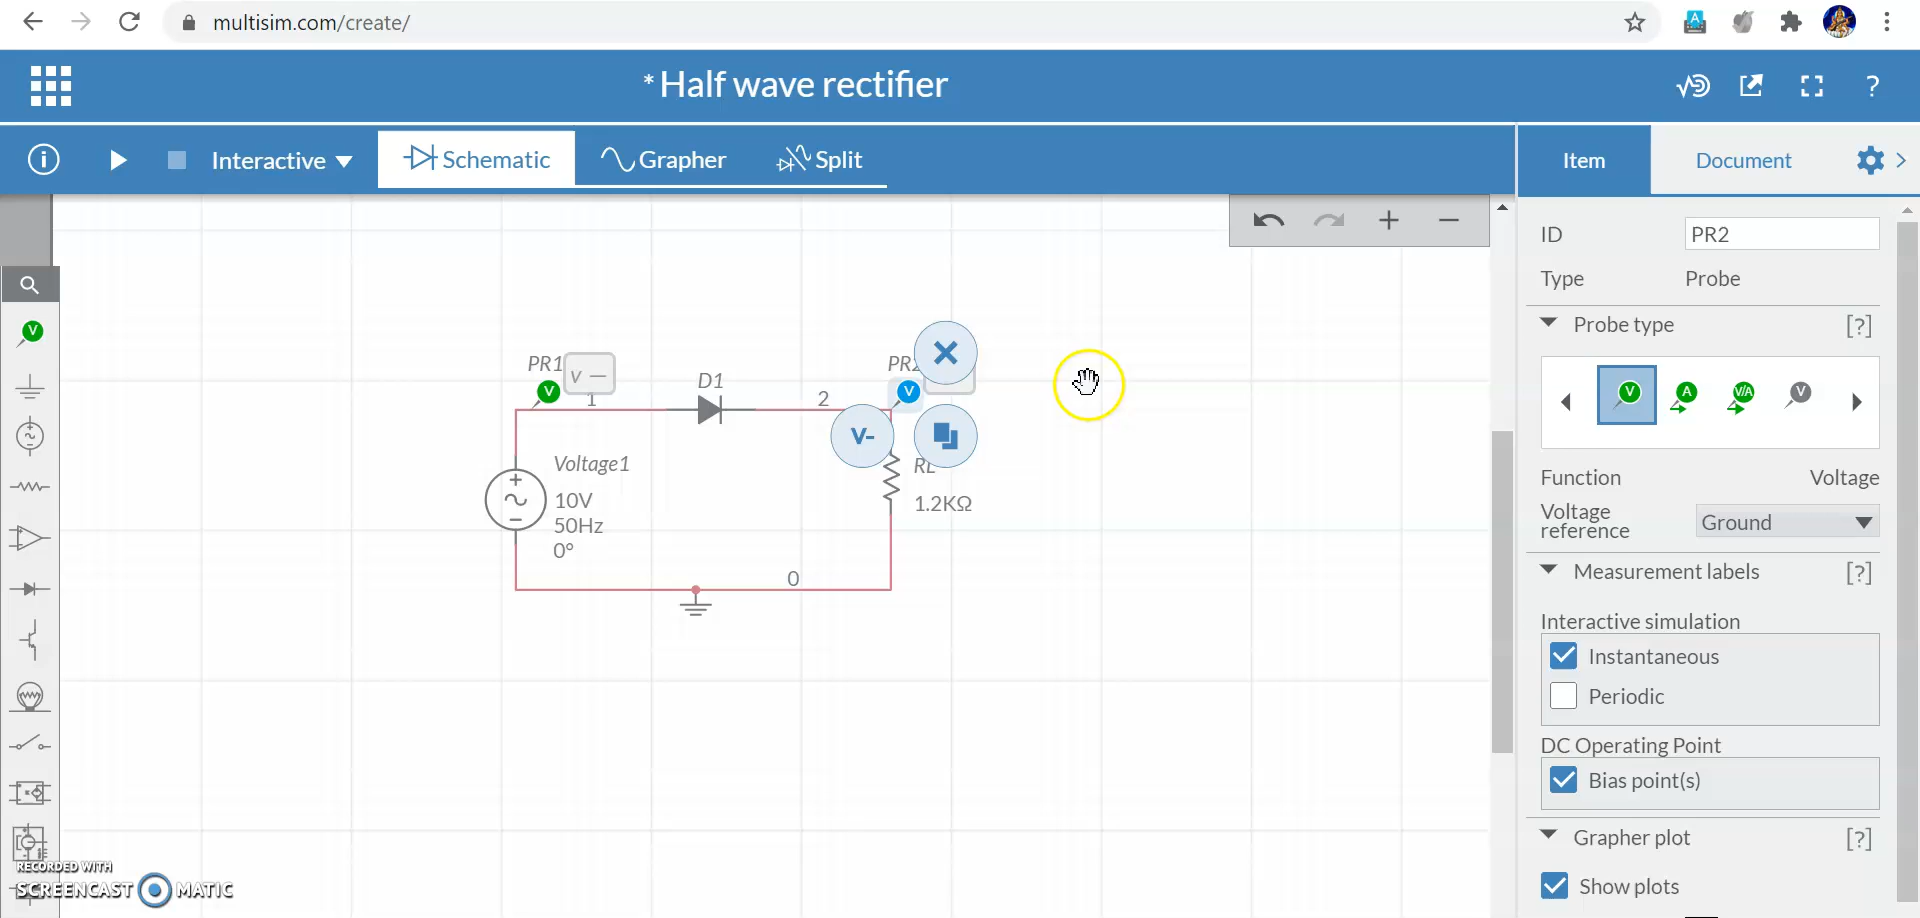 multisim.com/create/
A
* Half wave rectifier
?
i
Interactive
Schematic
Grapher
Split
Item
Document
ID
PR2
Type
Probe
Probe type
[?]
V
A
V/A
V
Function
Voltage
Voltage
reference
Ground
Measurement labels
[?]
Interactive simulation
Instantaneous
Periodic
DC Operating Point
Bias point(s)
Grapher plot
[?]
Show plots
V
PR1
V —
V
1
D1
2
V
V-
Voltage1
10V
50Hz
0°
RL
1.2KΩ
0
RECORDED WITH
SCREENCAST MATIC